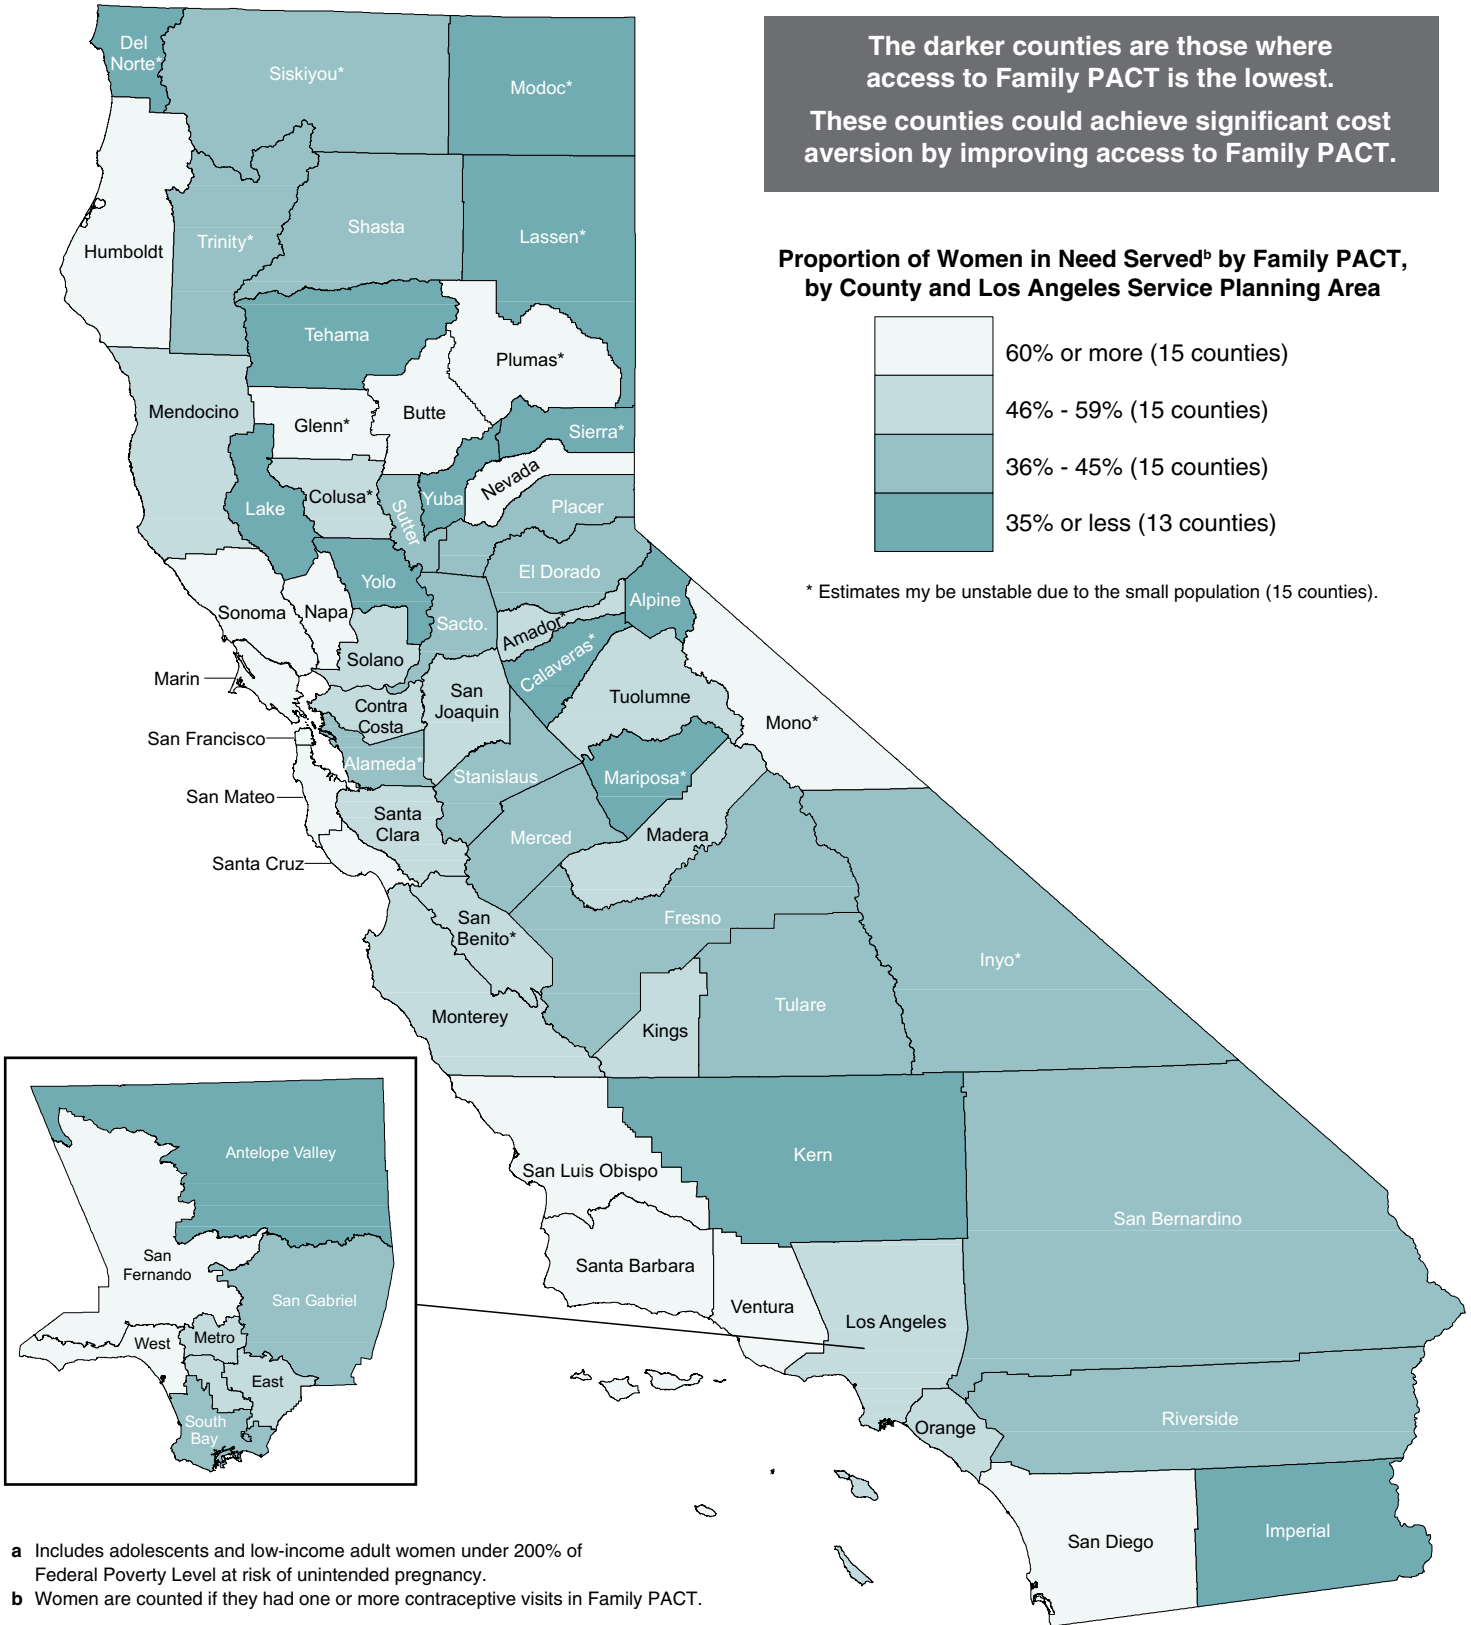 The darker counties are those where
access to Family PACT is the lowest.
These counties could achieve significant cost
aversion by improving access to Family PACT.
Proportion of Women in Need Servedᵇ by Family PACT,
by County and Los Angeles Service Planning Area
60% or more (15 counties)
46% - 59% (15 counties)
36% - 45% (15 counties)
35% or less (13 counties)
* Estimates my be unstable due to the small population (15 counties).
Del
Norte*
Siskiyou*
Modoc*
Humboldt
Trinity*
Shasta
Lassen*
Tehama
Plumas*
Mendocino
Glenn*
Butte
Sierra*
Lake
Colusa*
Sutter
Yuba
Nevada
Placer
Yolo
El Dorado
Sonoma
Napa
Sacto.
Amador*
Alpine
Solano
Calaveras*
Marin
Contra
Costa
San
Joaquin
Tuolumne
Mono*
San Francisco
Alameda*
Stanislaus
Mariposa*
San Mateo
Santa
Clara
Merced
Madera
Santa Cruz
San
Benito*
Fresno
Inyo*
Monterey
Kings
Tulare
San Luis Obispo
Kern
San Bernardino
Santa Barbara
Ventura
Los Angeles
Orange
Riverside
San Diego
Imperial
Antelope Valley
San
Fernando
San Gabriel
West
Metro
East
South
Bay
a Includes adolescents and low-income adult women under 200% of
Federal Poverty Level at risk of unintended pregnancy.
b Women are counted if they had one or more contraceptive visits in Family PACT.